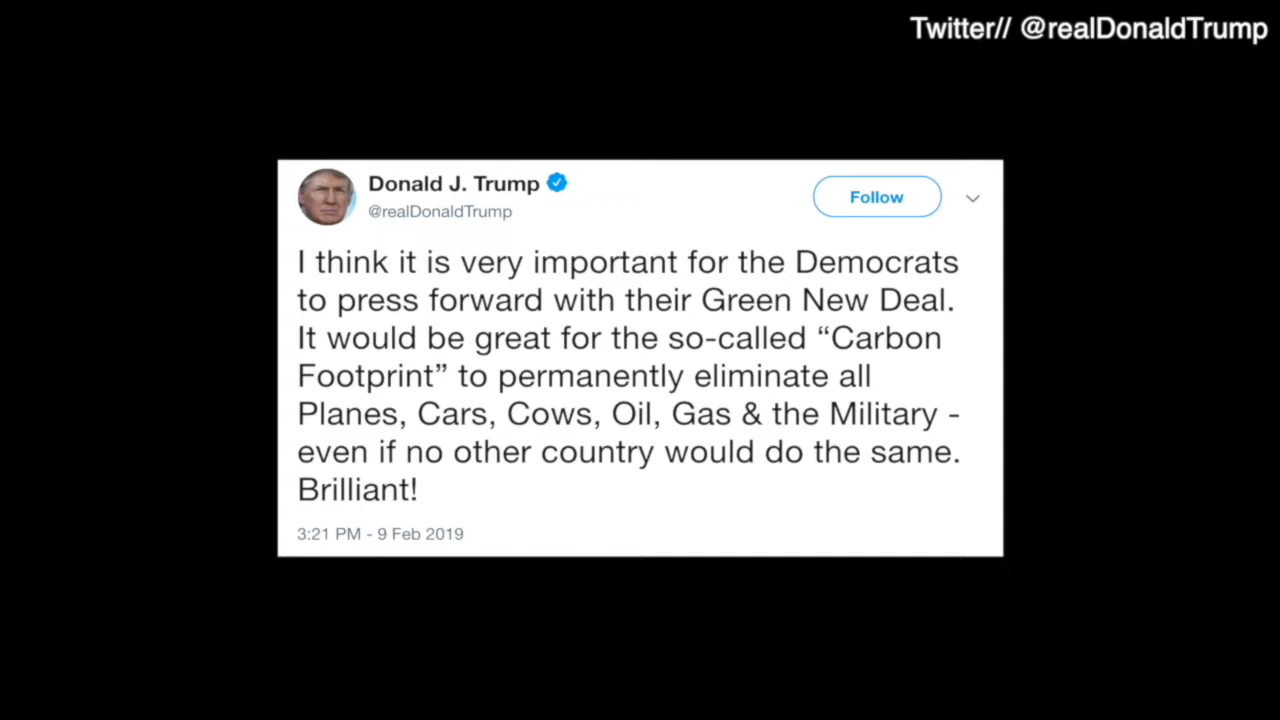 Twitter// @realDonaldTrump
Donald J. Trump
@realDonaldTrump
Follow
I think it is very important for the Democrats
to press forward with their Green New Deal.
It would be great for the so-called “Carbon
Footprint” to permanently eliminate all
Planes, Cars, Cows, Oil, Gas & the Military -
even if no other country would do the same.
Brilliant!
3:21 PM - 9 Feb 2019